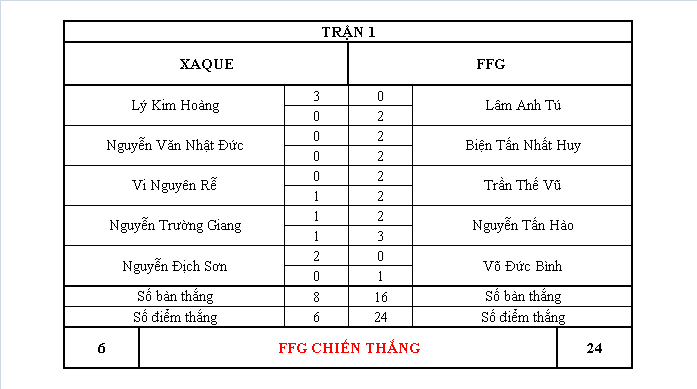 TRẬN 1
XAQUE FFG
3 0
Lý Kim Hoàng Lâm Anh Tú
0 2
0 2
Nguyễn Văn Nhật Đức Biện Tấn Nhất Huy
0 2
0 2
Vi Nguyên Rễ Trần Thế Vũ
1 2
1 2
Nguyễn Trường Giang Nguyễn Tấn Hào
1 3
2 0
Nguyễn Địch Sơn Võ Đức Bình
0 1
Số bàn thắng 8 16 Số bàn thắng
Số điểm thắng 6 24 Số điểm thắng
6 FFG CHIẾN THẮNG 24